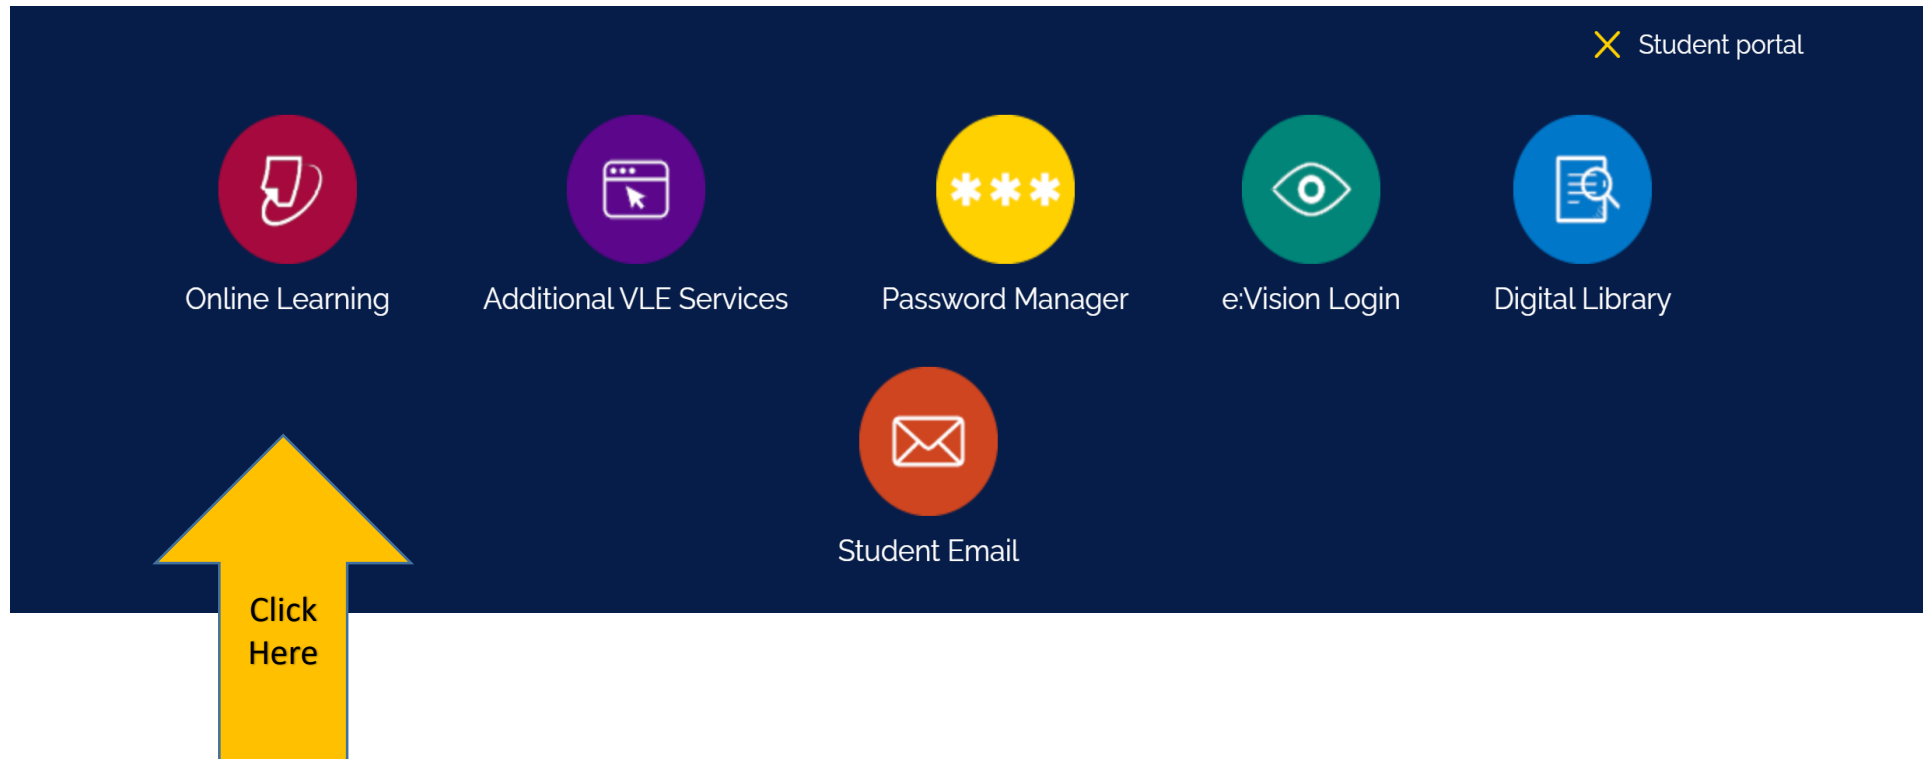 Student portal
Online Learning
Additional VLE Services
Password Manager
e:Vision Login
Digital Library
Student Email
Click
Here